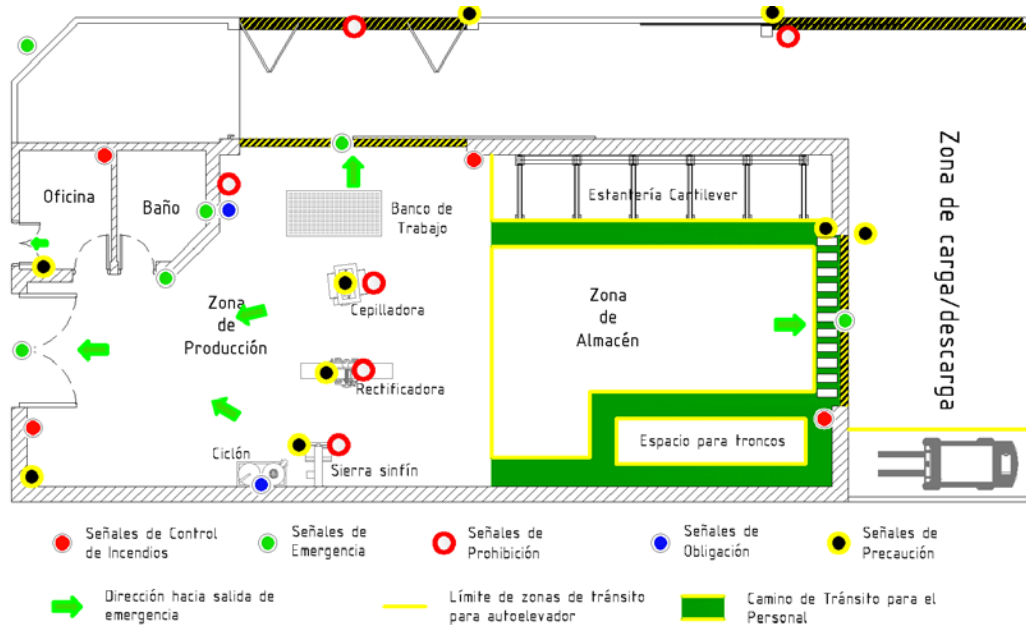 Oficina
Baño
Banco de
Trabajo
Estantería Cantilever
Zona de carga/descarga
Zona
de
Producción
Cepilladora
Zona
de
Almacén
Rectificadora
Ciclón
Sierra sinfín
Espacio para troncos
Señales de Control
de Incendios
Señales de
Emergencia
Señales de
Prohibición
Señales de
Obligación
Señales de
Precaución
Dirección hacia salida de
emergencia
Límite de zonas de tránsito
para autoelevador
Camino de Tránsito para el
Personal